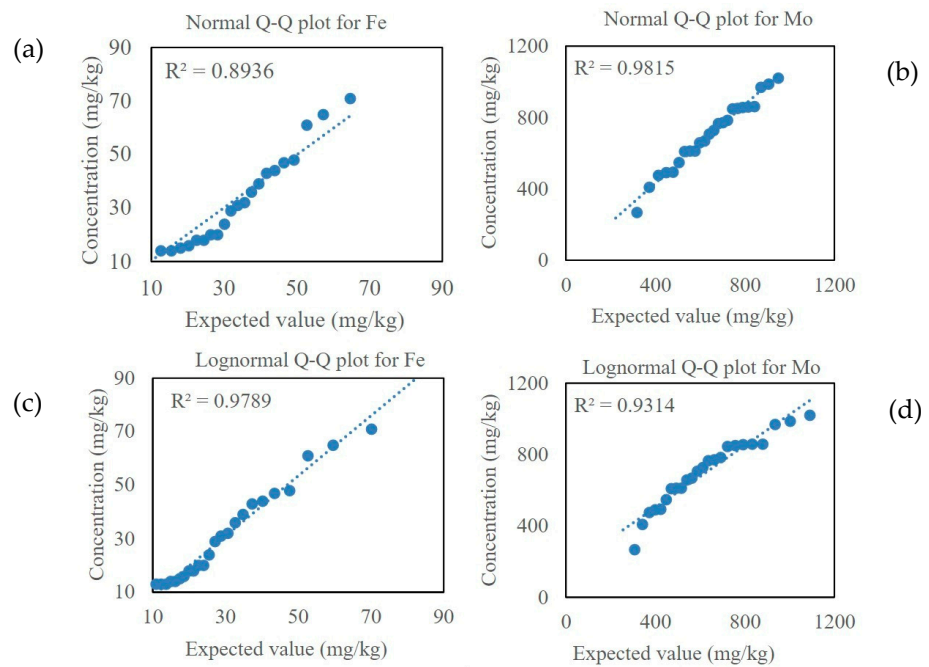 (a)
Normal Q-Q plot for Fe
R² = 0.8936
Concentration (mg/kg)
90
70
50
30
10
10 30 50 70 90
Expected value (mg/kg)
(b)
Normal Q-Q plot for Mo
R² = 0.9815
Concentration (mg/kg)
1200
800
400
0
0 400 800 1200
Expected value (mg/kg)
(c)
Lognormal Q-Q plot for Fe
R² = 0.9789
Concentration (mg/kg)
90
70
50
30
10
10 30 50 70 90
Expected value (mg/kg)
(d)
Lognormal Q-Q plot for Mo
R² = 0.9314
Concentration (mg/kg)
1200
800
400
0
0 400 800 1200
Expected value (mg/kg)